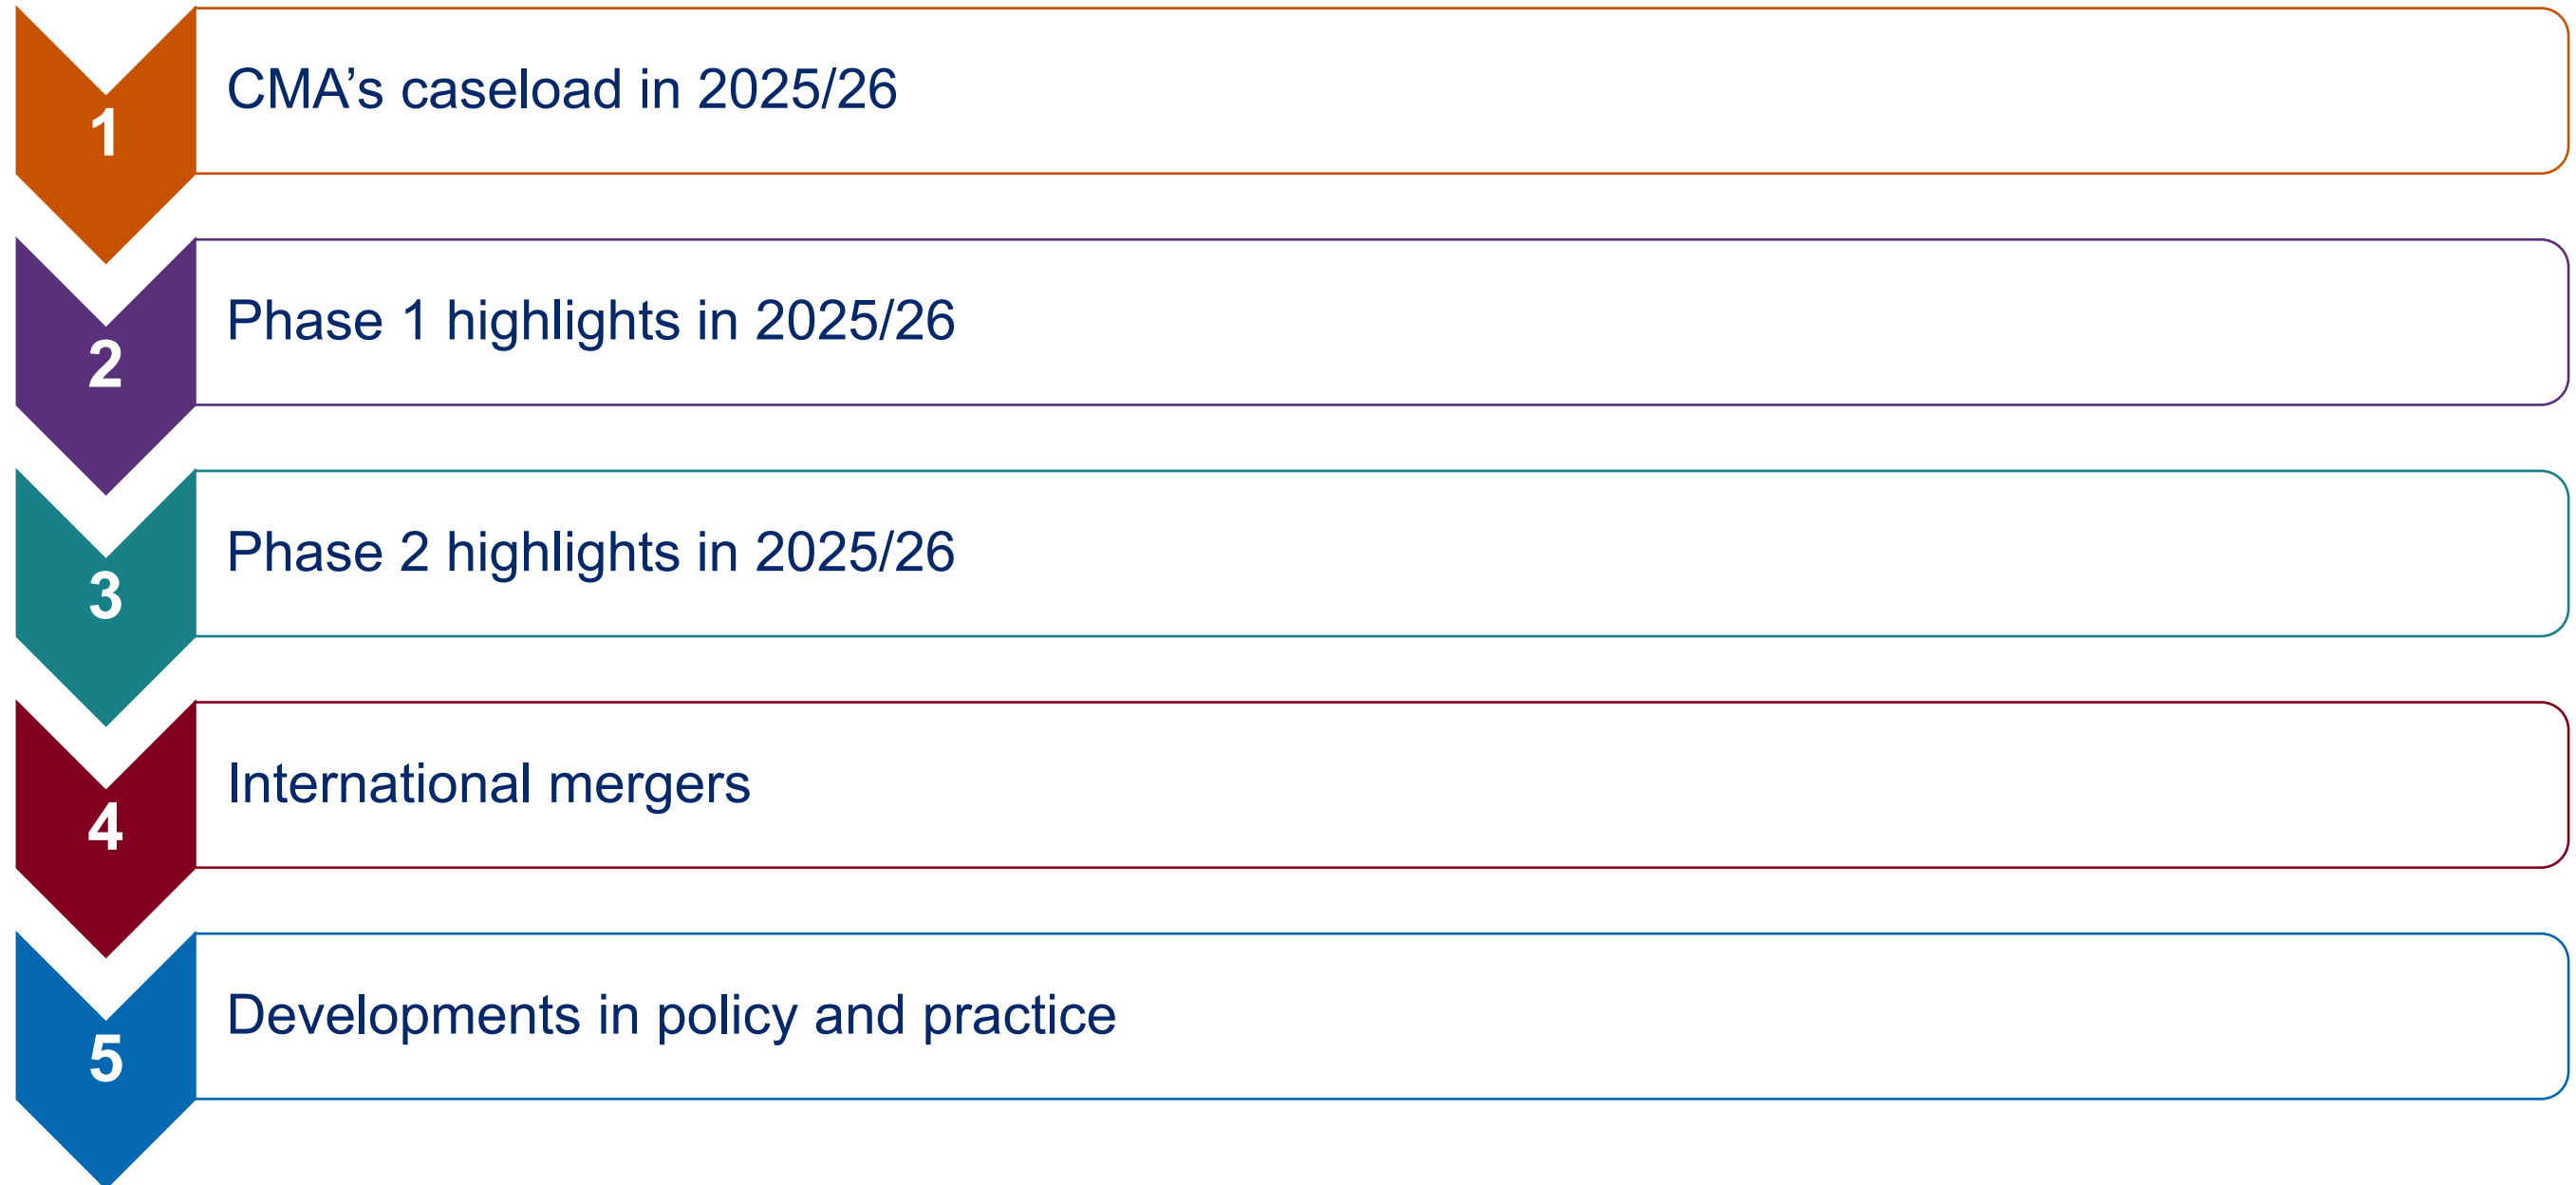 1
CMA’s caseload in 2025/26
2
Phase 1 highlights in 2025/26
3
Phase 2 highlights in 2025/26
4
International mergers
5
Developments in policy and practice